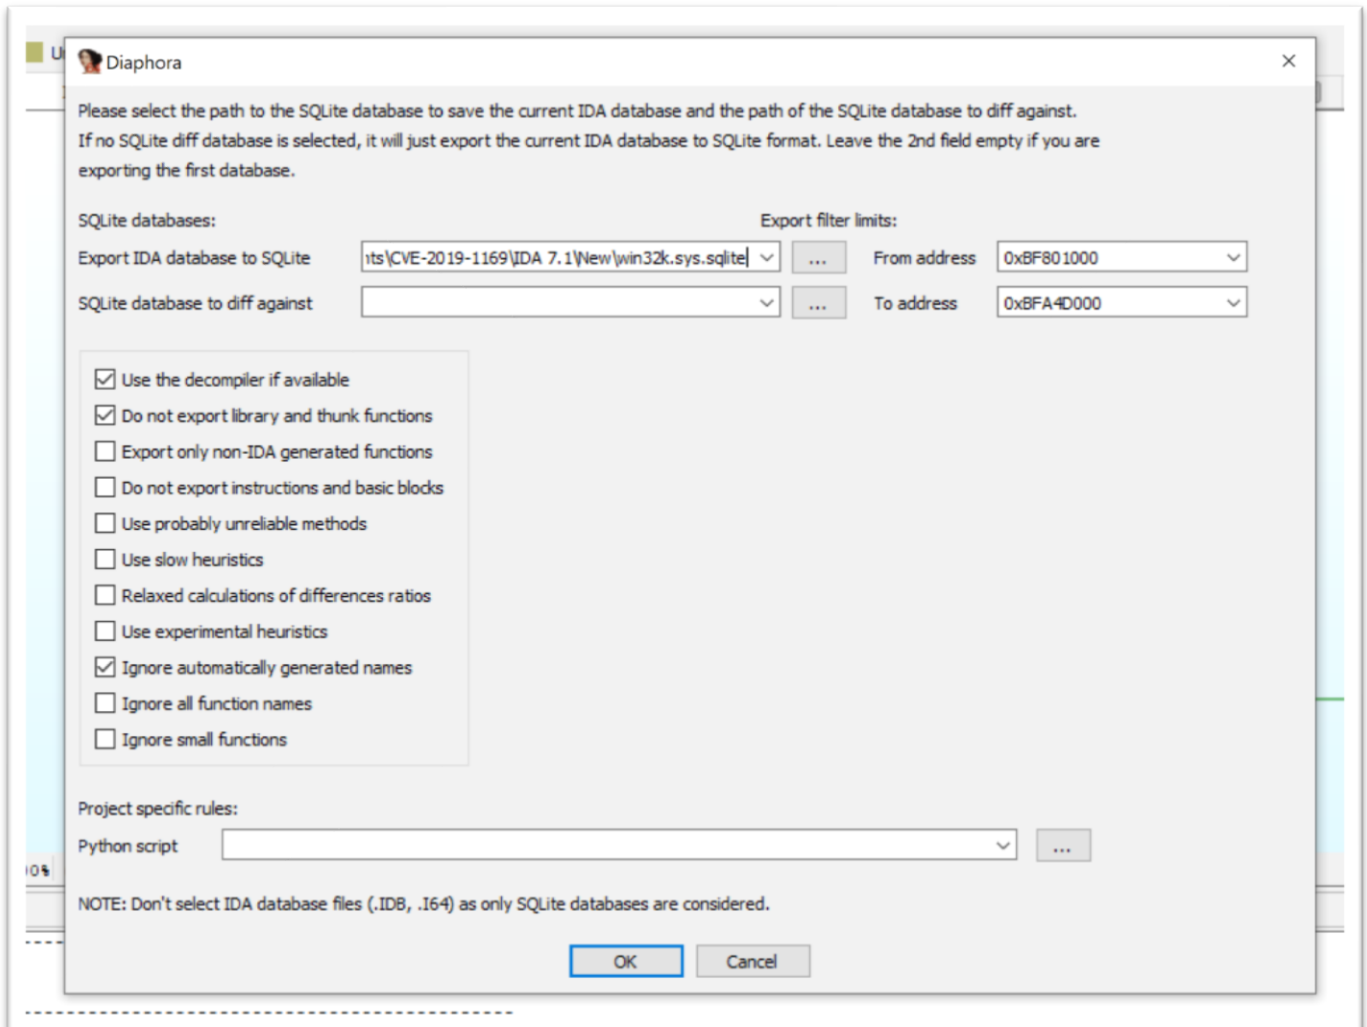 Diaphora
Please select the path to the SQLite database to save the current IDA database and the path of the SQLite database to diff against.
If no SQLite diff database is selected, it will just export the current IDA database to SQLite format. Leave the 2nd field empty if you are
exporting the first database.
SQLite databases:
Export filter limits:
Export IDA database to SQLite
\CVE-2019-1169\IDA 7.1\New\win32k.sys.sqlite
...
From address
0xBF801000
SQLite database to diff against
...
To address
0xBFA4D000
Use the decompiler if available
Do not export library and thunk functions
Export only non-IDA generated functions
Do not export instructions and basic blocks
Use probably unreliable methods
Use slow heuristics
Relaxed calculations of differences ratios
Use experimental heuristics
Ignore automatically generated names
Ignore all function names
Ignore small functions
Project specific rules:
Python script
...
NOTE: Don't select IDA database files (.IDB, .I64) as only SQLite databases are considered.
OK
Cancel